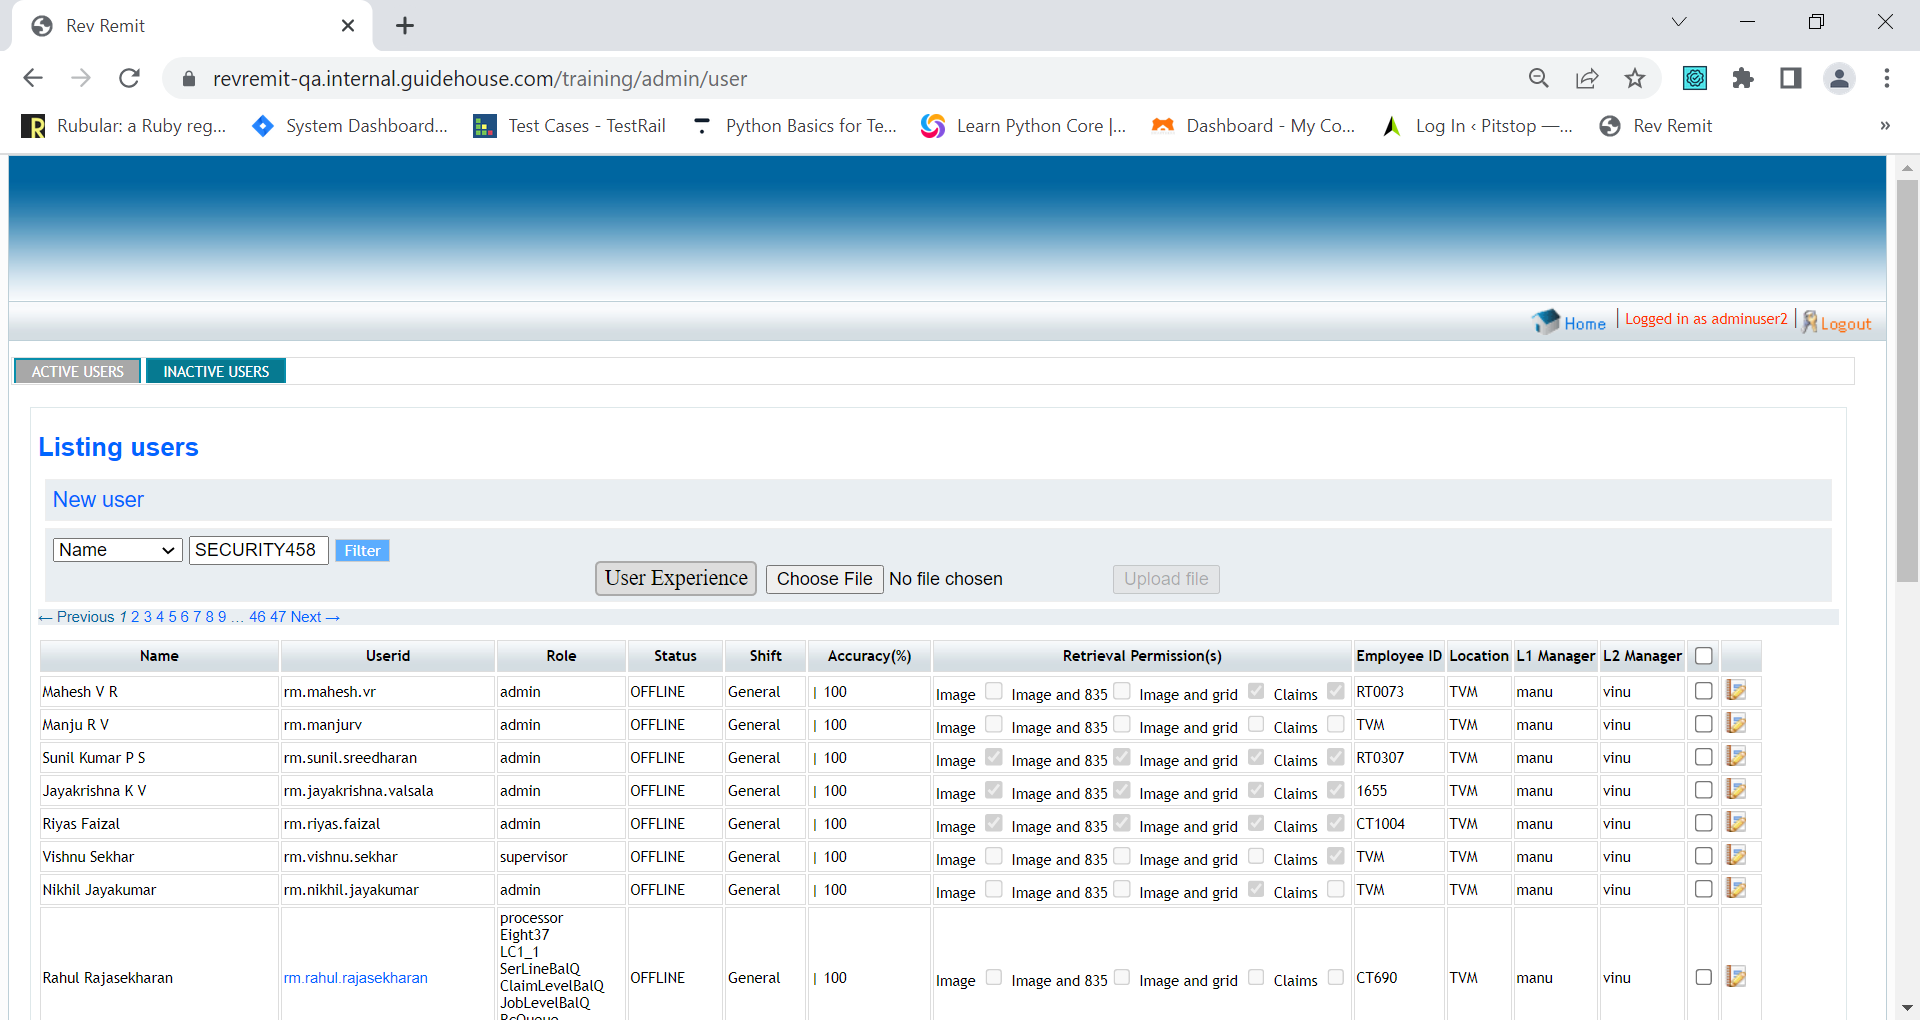 Rev Remit
revremit-qa.internal.guidehouse.com/training/admin/user
Rubular: a Ruby reg... System Dashboard... Test Cases - TestRail Python Basics for Te... Learn Python Core |... Dashboard - My Co... Log In ‹ Pitstop —... Rev Remit »
Home Logged in as adminuser2 Logout
ACTIVE USERS INACTIVE USERS
Listing users
New user
Name SECURITY458 Filter
User Experience Choose File No file chosen Upload file
← Previous 1 2 3 4 5 6 7 8 9 … 46 47 Next →
Name Userid Role Status Shift Accuracy(%) Retrieval Permission(s) Employee ID Location L1 Manager L2 Manager
Mahesh V R rm.mahesh.vr admin OFFLINE General | 100 Image Image and 835 Image and grid Claims RT0073 TVM manu vinu
Manju R V rm.manjurv admin OFFLINE General | 100 Image Image and 835 Image and grid Claims TVM TVM manu vinu
Sunil Kumar P S rm.sunil.sreedharan admin OFFLINE General | 100 Image Image and 835 Image and grid Claims RT0307 TVM manu vinu
Jayakrishna K V rm.jayakrishna.valsala admin OFFLINE General | 100 Image Image and 835 Image and grid Claims 1655 TVM manu vinu
Riyas Faizal rm.riyas.faizal admin OFFLINE General | 100 Image Image and 835 Image and grid Claims CT1004 TVM manu vinu
Vishnu Sekhar rm.vishnu.sekhar supervisor OFFLINE General | 100 Image Image and 835 Image and grid Claims TVM TVM manu vinu
Nikhil Jayakumar rm.nikhil.jayakumar admin OFFLINE General | 100 Image Image and 835 Image and grid Claims TVM TVM manu vinu
processor
Eight37
LC1_1
SerLineBalQ
Rahul Rajasekharan rm.rahul.rajasekharan OFFLINE General | 100 Image Image and 835 Image and grid Claims CT690 TVM manu vinu
ClaimLevelBalQ
JobLevelBalQ